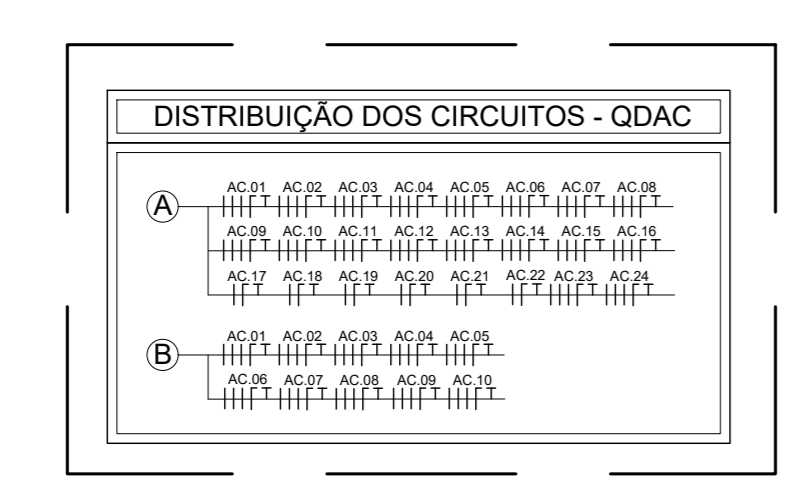 DISTRIBUIÇÃO DOS CIRCUITOS - QDAC
A
AC.01 AC.02 AC.03 AC.04 AC.05 AC.06 AC.07 AC.08
AC.09 AC.10 AC.11 AC.12 AC.13 AC.14 AC.15 AC.16
AC.17 AC.18 AC.19 AC.20 AC.21 AC.22 AC.23 AC.24
B
AC.01 AC.02 AC.03 AC.04 AC.05
AC.06 AC.07 AC.08 AC.09 AC.10